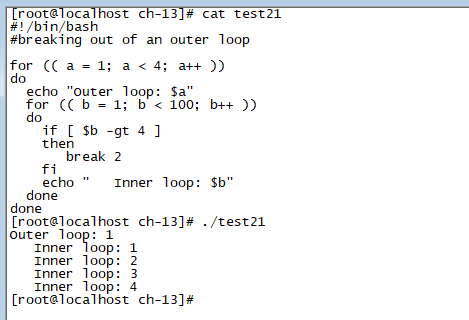 [root@localhost ch-13]# cat test21
#!/bin/bash
#breaking out of an outer loop

for (( a = 1; a < 4; a++ ))
do
  echo "Outer loop: $a"
  for (( b = 1; b < 100; b++ ))
  do
    if [ $b -gt 4 ]
    then
       break 2
    fi
    echo "   Inner loop: $b"
  done
done
[root@localhost ch-13]# ./test21
Outer loop: 1
   Inner loop: 1
   Inner loop: 2
   Inner loop: 3
   Inner loop: 4
[root@localhost ch-13]#